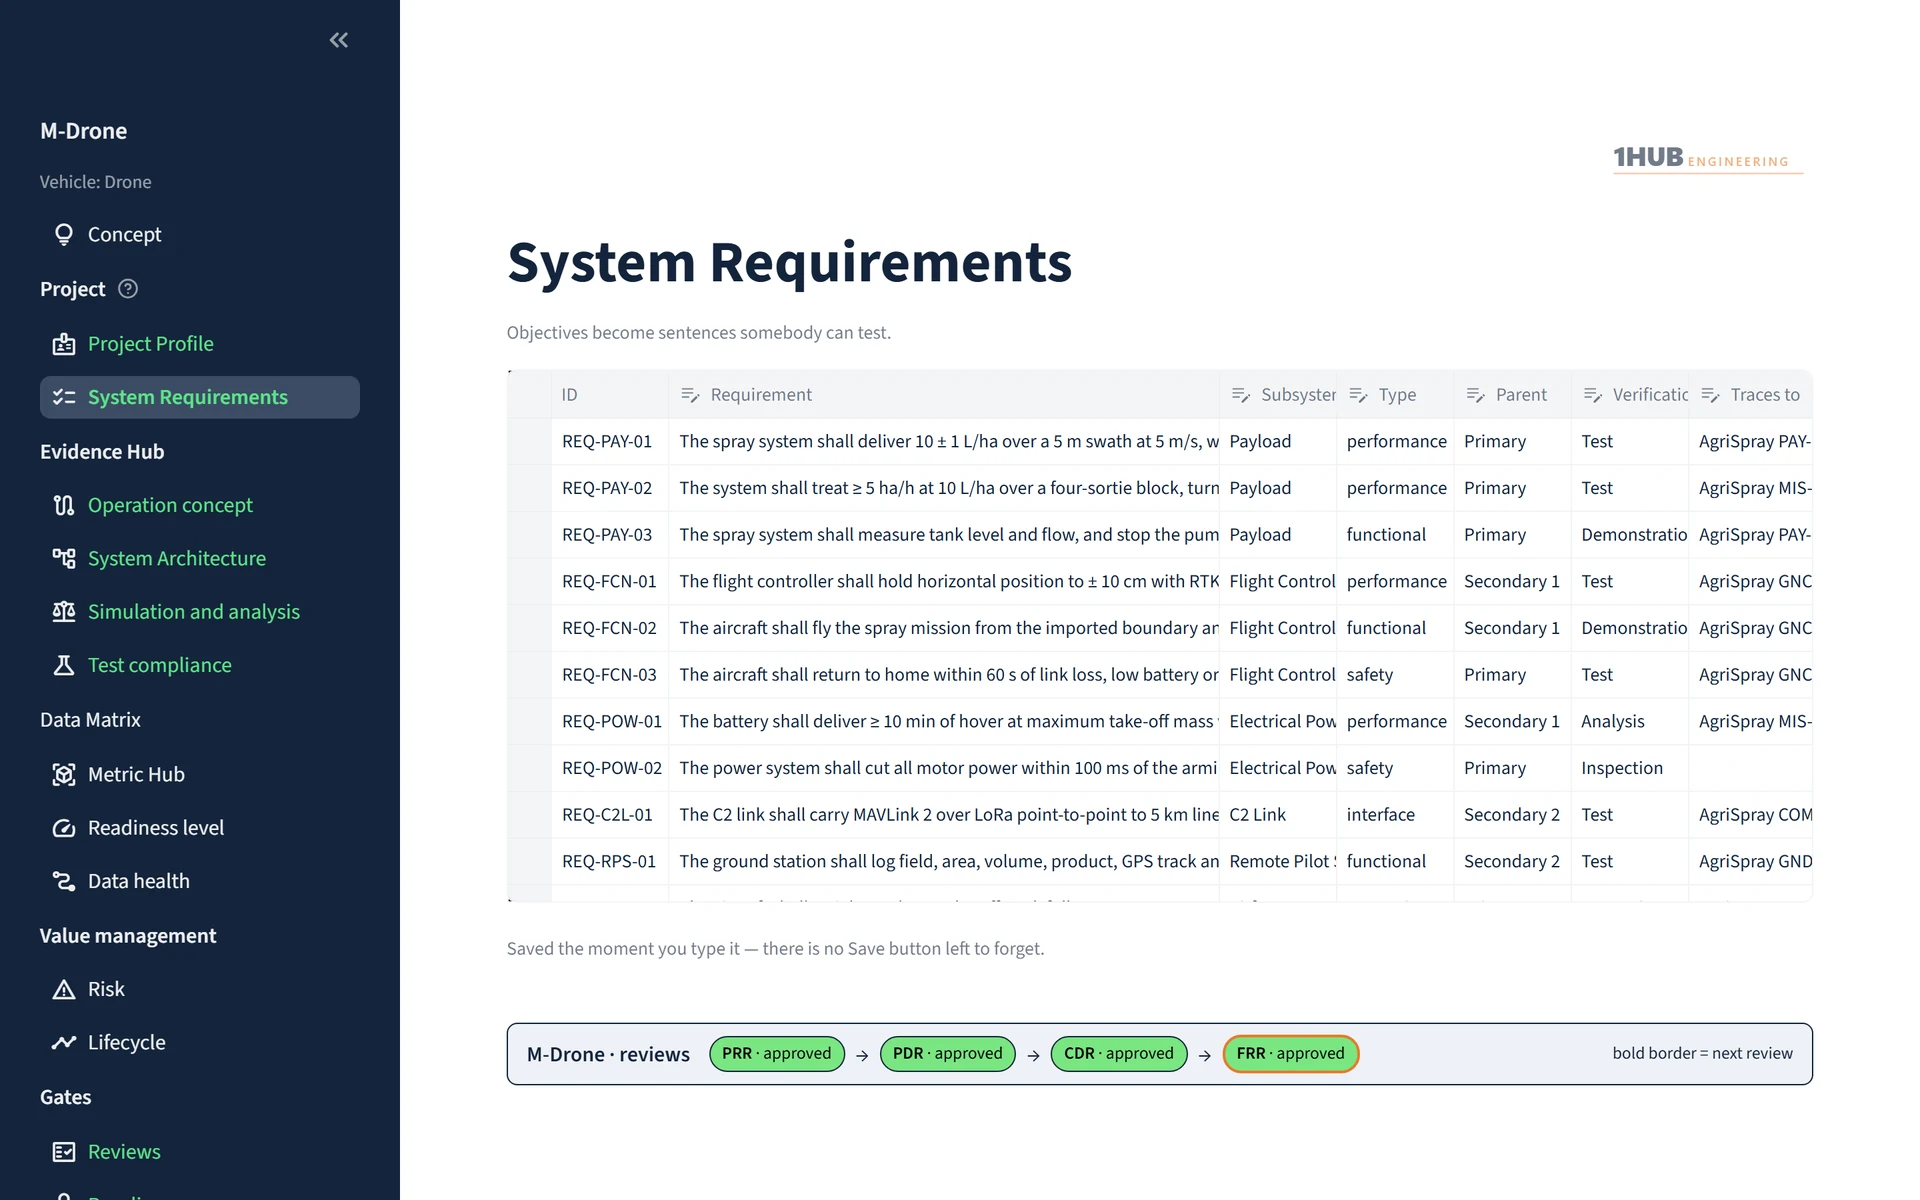 M-Drone
Vehicle: Drone
Concept
Project
Project Profile
System Requirements
Evidence Hub
Operation concept
System Architecture
Simulation and analysis
Test compliance
Data Matrix
Metric Hub
Readiness level
Data health
Value management
Risk
Lifecycle
Gates
Reviews
1HUB ENGINEERING
System Requirements
Objectives become sentences somebody can test.
ID Requirement Subsyster Type Parent Verificatic Traces to
REQ-PAY-01 The spray system shall deliver 10 ± 1 L/ha over a 5 m swath at 5 m/s, w Payload performance Primary Test AgriSpray PAY-
REQ-PAY-02 The system shall treat ≥ 5 ha/h at 10 L/ha over a four-sortie block, turn Payload performance Primary Test AgriSpray MIS-
REQ-PAY-03 The spray system shall measure tank level and flow, and stop the pum Payload functional Primary Demonstratio AgriSpray PAY-
REQ-FCN-01 The flight controller shall hold horizontal position to ± 10 cm with RTK Flight Control performance Secondary 1 Test AgriSpray GNC
REQ-FCN-02 The aircraft shall fly the spray mission from the imported boundary an Flight Control functional Secondary 1 Demonstratio AgriSpray GNC
REQ-FCN-03 The aircraft shall return to home within 60 s of link loss, low battery or Flight Control safety Primary Test AgriSpray GNC
REQ-POW-01 The battery shall deliver ≥ 10 min of hover at maximum take-off mass Electrical Pow performance Secondary 1 Analysis AgriSpray MIS-
REQ-POW-02 The power system shall cut all motor power within 100 ms of the armi Electrical Pow safety Primary Inspection
REQ-C2L-01 The C2 link shall carry MAVLink 2 over LoRa point-to-point to 5 km line C2 Link interface Secondary 2 Test AgriSpray COM
REQ-RPS-01 The ground station shall log field, area, volume, product, GPS track an Remote Pilot functional Secondary 2 Test AgriSpray GND
Saved the moment you type it — there is no Save button left to forget.
M-Drone · reviews PRR · approved → PDR · approved → CDR · approved → FRR · approved bold border = next review